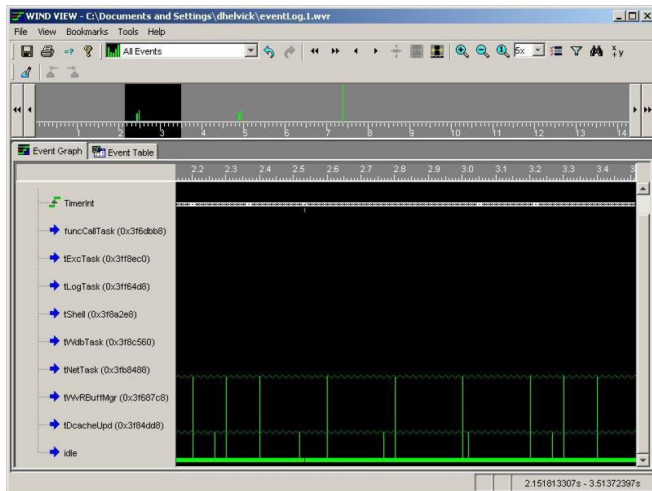 WIND VIEW - C:\Documents and Settings\dhelvick\eventLog.1.wvr
File View Bookmarks Tools Help
All Events
5x
1 2 3 4 5 6 7 8 9 10 11 12 13 14
Event Graph Event Table
2.2 2.3 2.4 2.5 2.6 2.7 2.8 2.9 3.0 3.1 3.2 3.3 3.4 3
TimerInt
funcCallTask (0x3f6dbb8)
tExcTask (0x3ff8ec0)
tLogTask (0x3ff64d8)
tShell (0x3f8a2e8)
tWdbTask (0x3f8c560)
tNetTask (0x3fb8488)
tWvRBuffMgr (0x3f687c8)
tDcacheUpd (0x3f84dd8)
idle
2.151813307s - 3.51372397s